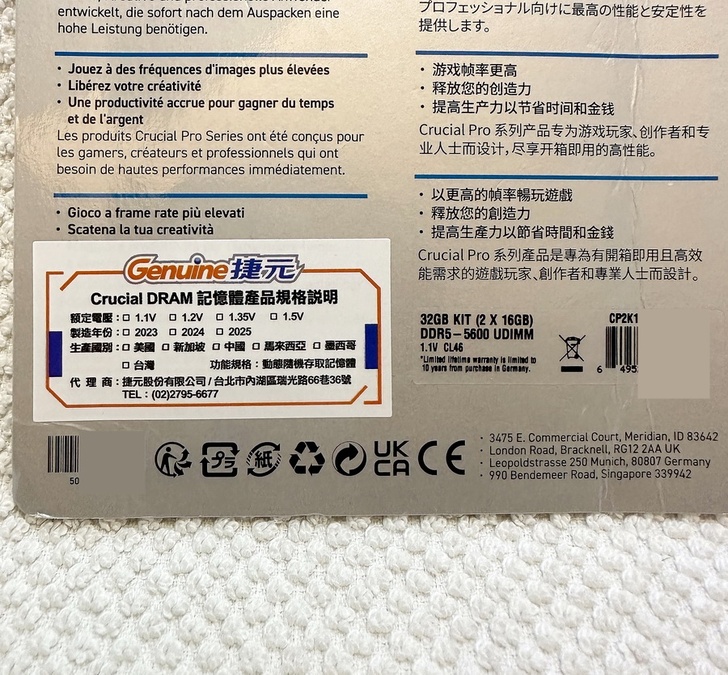 entwickelt, die sofort nach dem Auspacken eine
hohe Leistung benötigen.
• Jouez à des fréquences d'images plus élevées
• Libérez votre créativité
• Une productivité accrue pour gagner du temps
et de l'argent
Les produits Crucial Pro Series ont été conçus pour
les gamers, créateurs et professionnels qui ont
besoin de hautes performances immédiatement.
• Gioco a frame rate più elevati
• Scatena la tua creatività
プロフェッショナル向けに最高の性能と安定性を
提供します。
• 游戏帧率更高
• 释放您的创造力
• 提高生产力以节省时间和金钱
Crucial Pro 系列产品专为游戏玩家、创作者和专
业人士而设计，尽享开箱即用的高性能。
• 以更高的幀率暢玩遊戲
• 釋放您的創造力
• 提高生產力以節省時間和金錢
Crucial Pro 系列產品是專為有開箱即用且高效
能需求的遊戲玩家、創作者和專業人士而設計。
Genuine 捷元
Crucial DRAM 記憶體產品規格説明
額定電壓：□ 1.1V □ 1.2V □ 1.35V □ 1.5V
製造年份：□ 2023 □ 2024 □ 2025
生產國別：□ 美國 □ 新加坡 □ 中國 □ 馬來西亞 □ 墨西哥
□ 台灣 功能規格：動態隨機存取記憶體
代 理 商：捷元股份有限公司 / 台北市內湖區瑞光路66巷36號
TEL：(02)2795-6677
32GB KIT (2 X 16GB)
DDR5-5600 UDIMM
1.1V CL46
*Limited lifetime warranty is limited to
10 years from purchase in Germany.
CP2K1
6 495
50
プラ
紙
UK
CA
CE
• 3475 E. Commercial Court, Meridian, ID 83642
• London Road, Bracknell, RG12 2AA UK
• Leopoldstrasse 250 Munich, 80807 Germany
• 990 Bendemeer Road, Singapore 339942